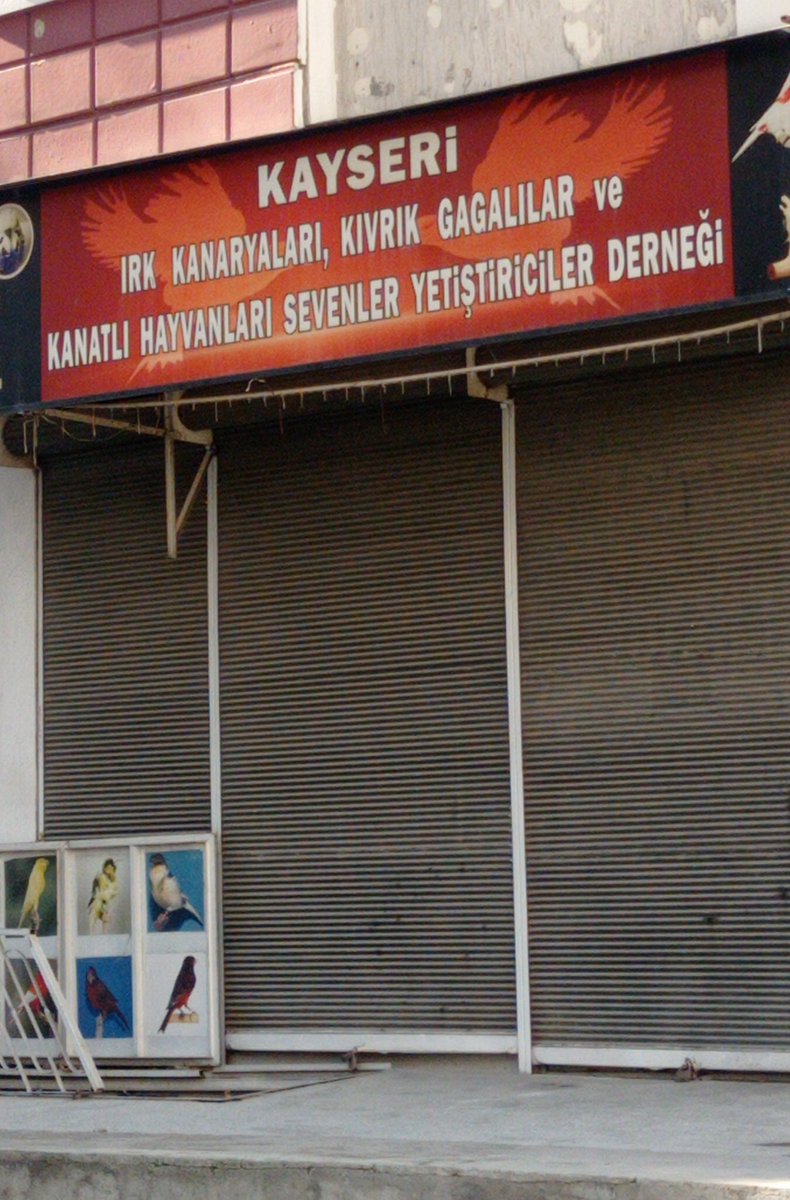 KAYSERİ
IRK KANARYALARI, KIVRIK GAGALILAR ve
KANATLI HAYVANLARI SEVENLER YETİŞTİRİCİLER DERNEĞİ